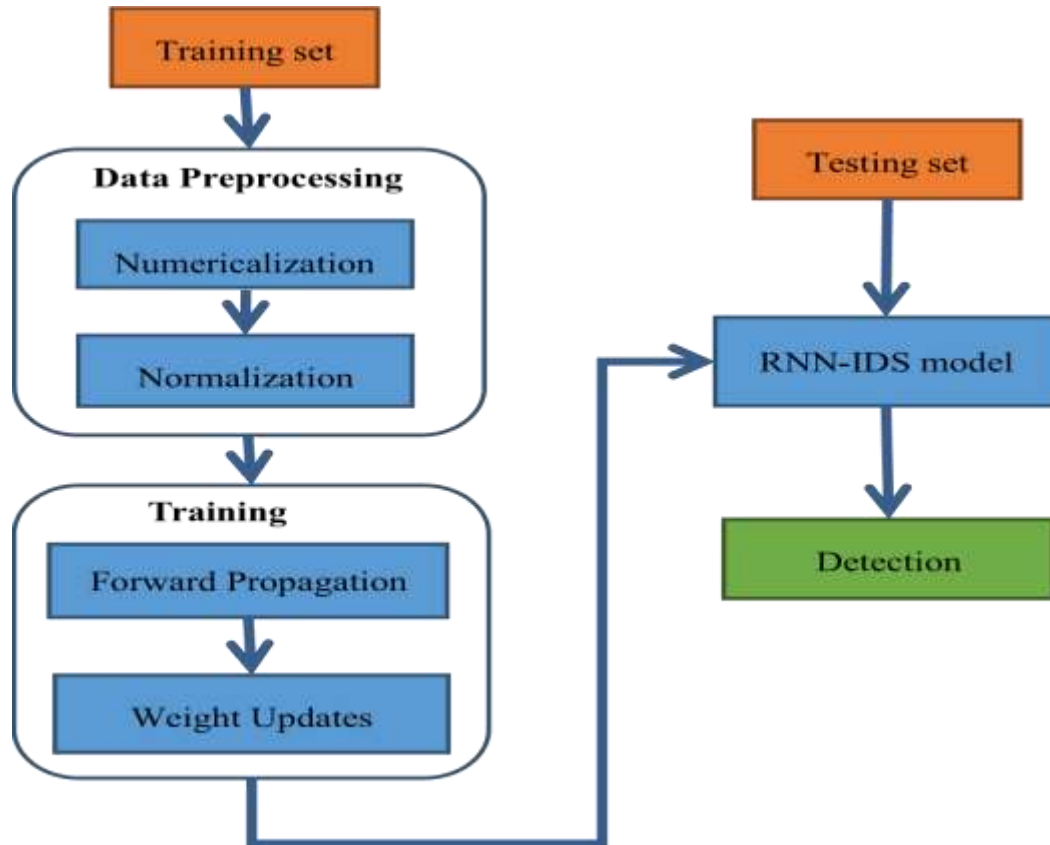 Training set
Data Preprocessing
Numericalization
Normalization
Training
Forward Propagation
Weight Updates
Testing set
RNN-IDS model
Detection